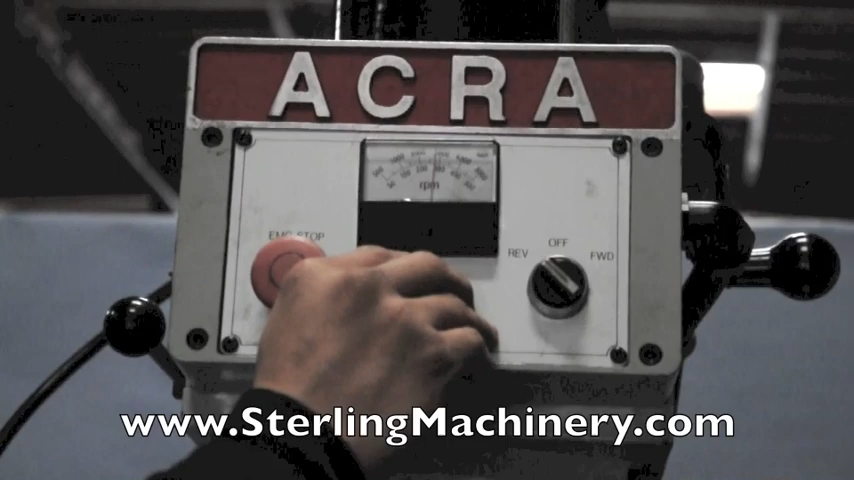 ACRA
rpm
EMG STOP
OFF
REV
FWD
www.SterlingMachinery.com